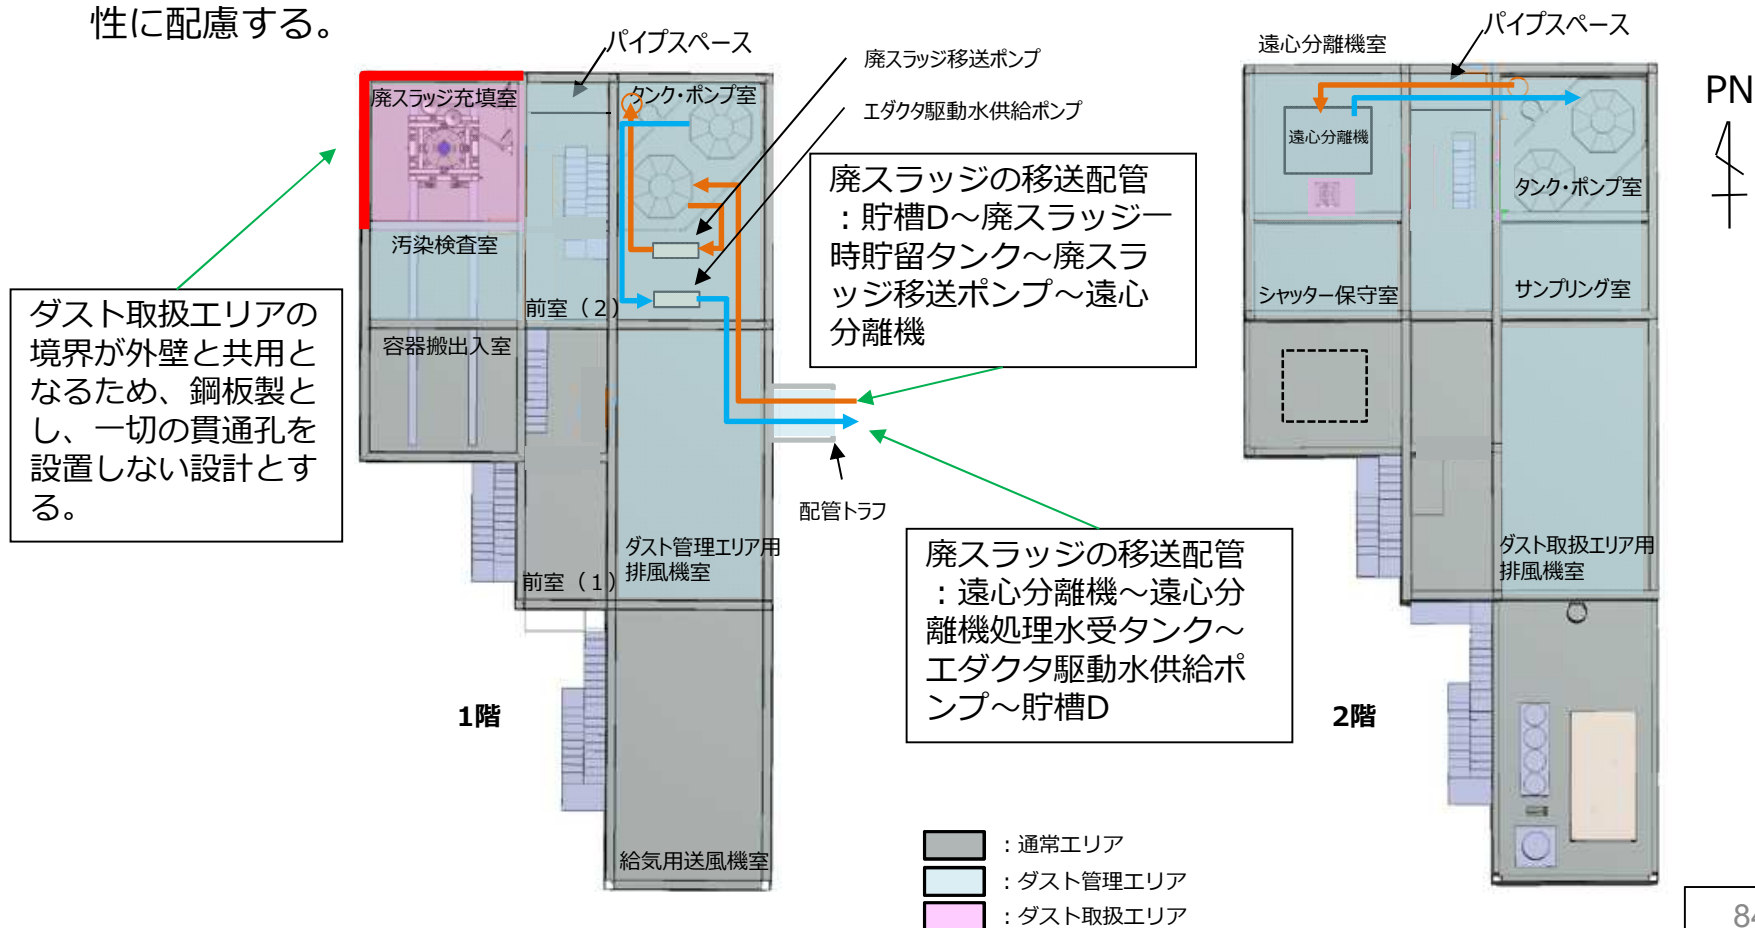 性に配慮する。
パイプスペース
廃スラッジ移送ポンプ
廃スラッジ充填室
タンク・ポンプ室
エダクタ駆動水供給ポンプ
汚染検査室
前室（２）
容器搬出入室
ダスト取扱エリアの
境界が外壁と共用と
なるため、鋼板製と
し、一切の貫通孔を
設置しない設計とす
る。
廃スラッジの移送配管
：貯槽D～廃スラッジ一
時貯留タンク～廃スラ
ッジ移送ポンプ～遠心
分離機
配管トラフ
ダスト管理エリア用
排風機室
前室（１）
廃スラッジの移送配管
：遠心分離機～遠心分
離機処理水受タンク～
エダクタ駆動水供給ポ
ンプ～貯槽D
1階
給気用送風機室
パイプスペース
遠心分離機室
遠心分離機
タンク・ポンプ室
シャッター保守室
サンプリング室
ダスト取扱エリア用
排風機室
2階
PN
：通常エリア
：ダスト管理エリア
：ダスト取扱エリア
84